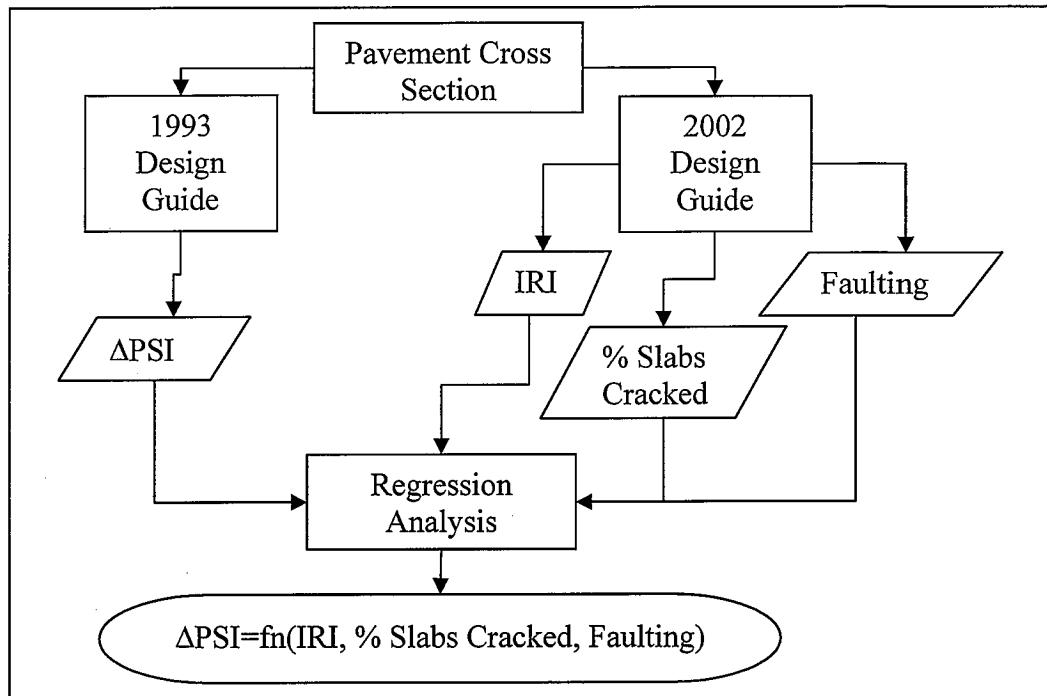 Pavement Cross
Section
1993
Design
Guide
2002
Design
Guide
IRI
Faulting
ΔPSI
% Slabs
Cracked
Regression
Analysis
ΔPSI=fn(IRI, % Slabs Cracked, Faulting)